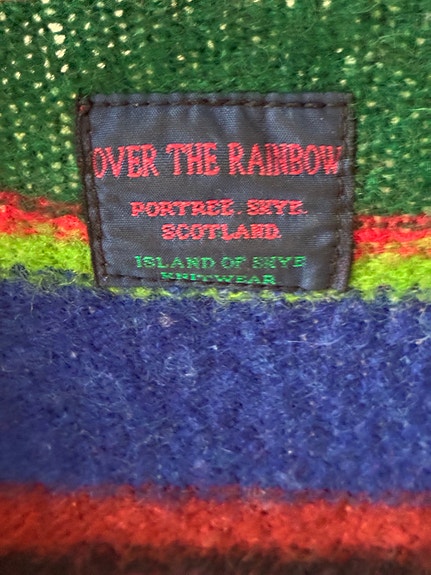 OVER THE RAINBOW
PORTREE. SKYE.
SCOTLAND
ISLAND OF SKYE
KNITWEAR